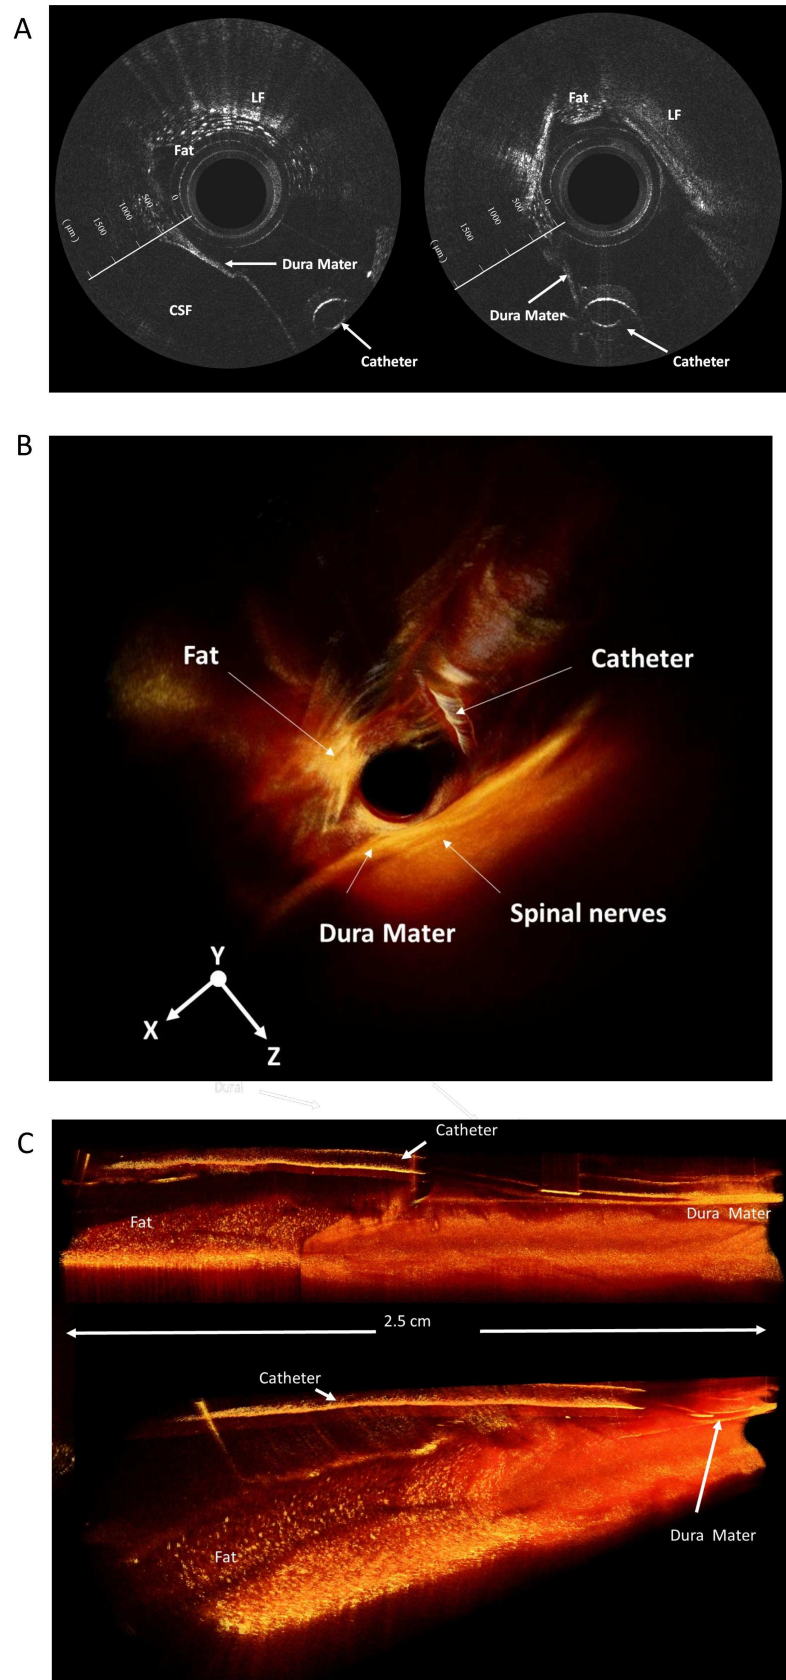 A
LF
Fat
0
500
1000
1500
(μm)
Dura Mater
CSF
Catheter
Fat
LF
0
500
1000
1500
(μm)
Dura Mater
Catheter
B
Fat
Catheter
Dura Mater
Spinal nerves
Y
X
Z
Dural
C
Catheter
Fat
Dura Mater
2.5 cm
Catheter
Fat
Dura Mater